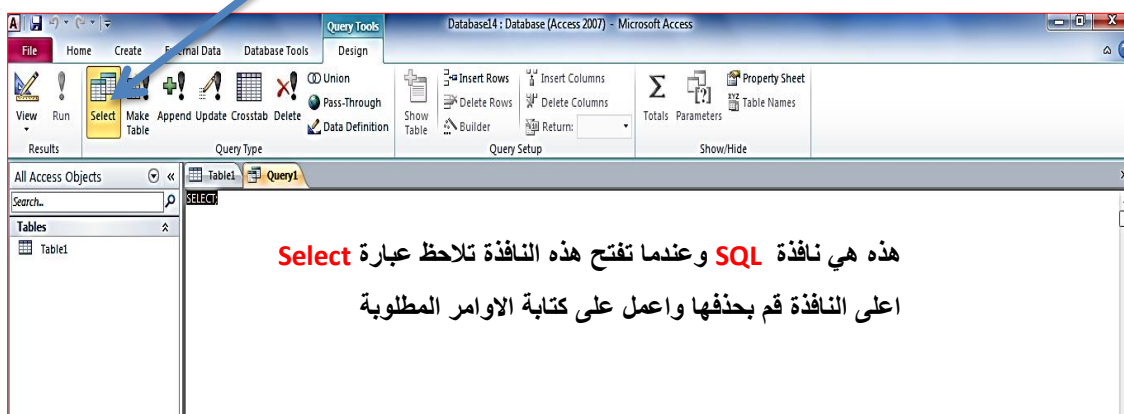 Query Tools
Database14 : Database (Access 2007) - Microsoft Access
File Home Create External Data Database Tools Design
View Run Select Make Table Append Update Crosstab Delete
Union
Pass-Through
Data Definition
Show Table
Insert Rows
Delete Rows
Builder
Insert Columns
Delete Columns
Return:
Totals Parameters
Property Sheet
Table Names
Results Query Type Query Setup Show/Hide
All Access Objects
Table1 Query1
Search..
SELECT;
Tables
Table1
هذه هي نافذة SQL وعندما تفتح هذه النافذة تلاحظ عبارة Select
اعلى النافذة قم بحذفها واعمل على كتابة الاوامر المطلوبة